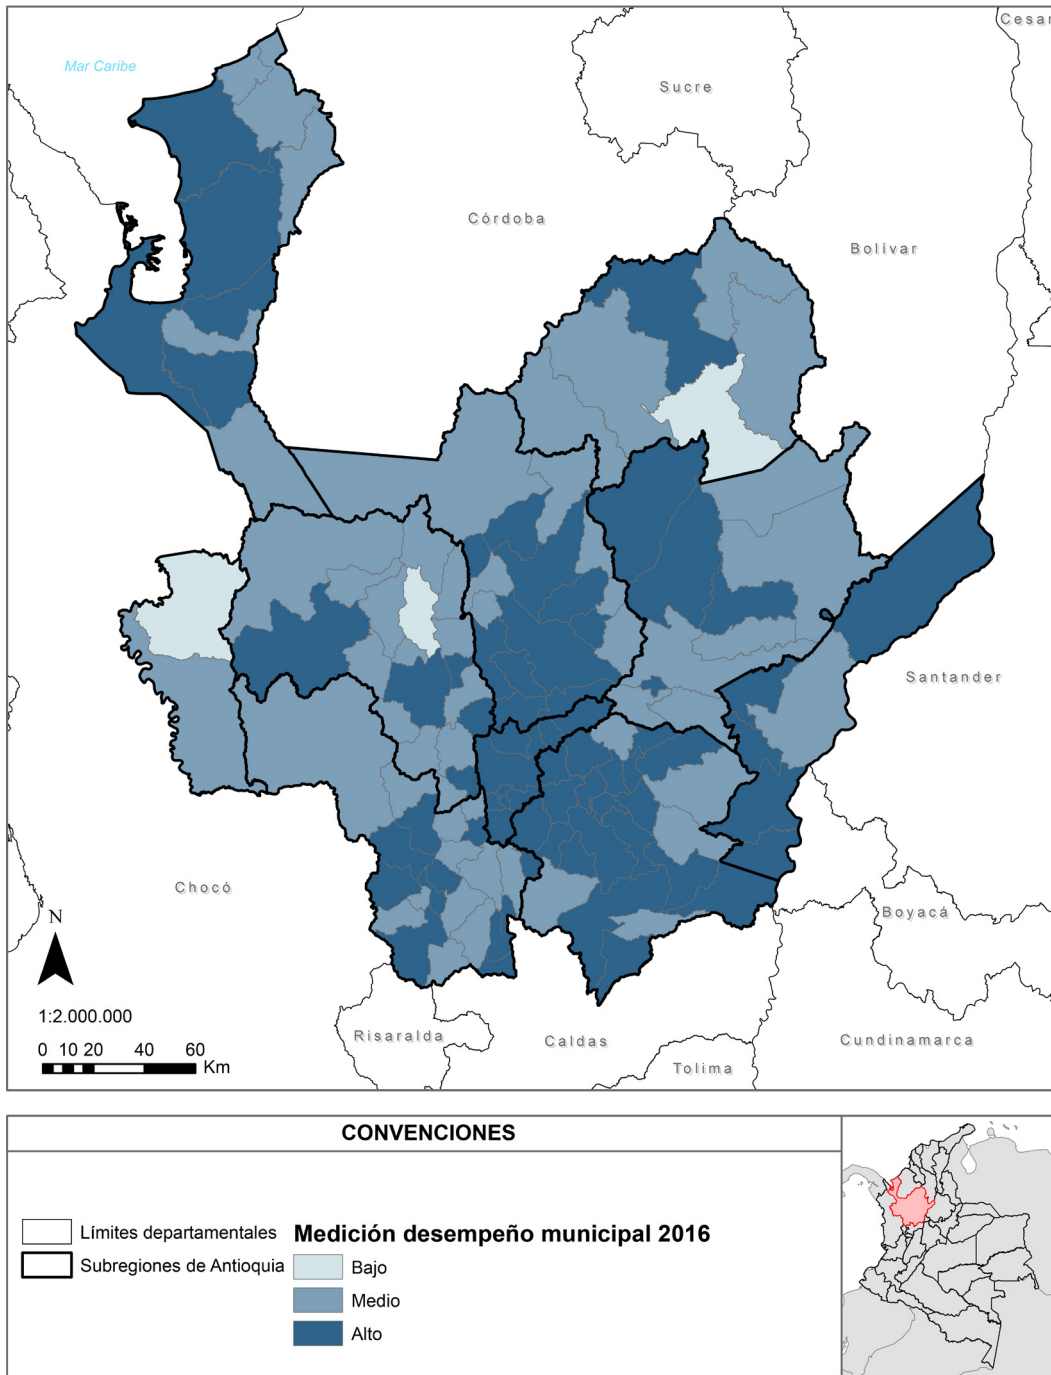 Cesar
Mar Caribe
Sucre
Córdoba
Bolívar
Santander
Chocó
Boyacá
N
1:2.000.000
Risaralda
Caldas
Cundinamarca
Tolima
0 10 20 40 60
Km
CONVENCIONES
Límites departamentales
Subregiones de Antioquia
Medición desempeño municipal 2016
Bajo
Medio
Alto